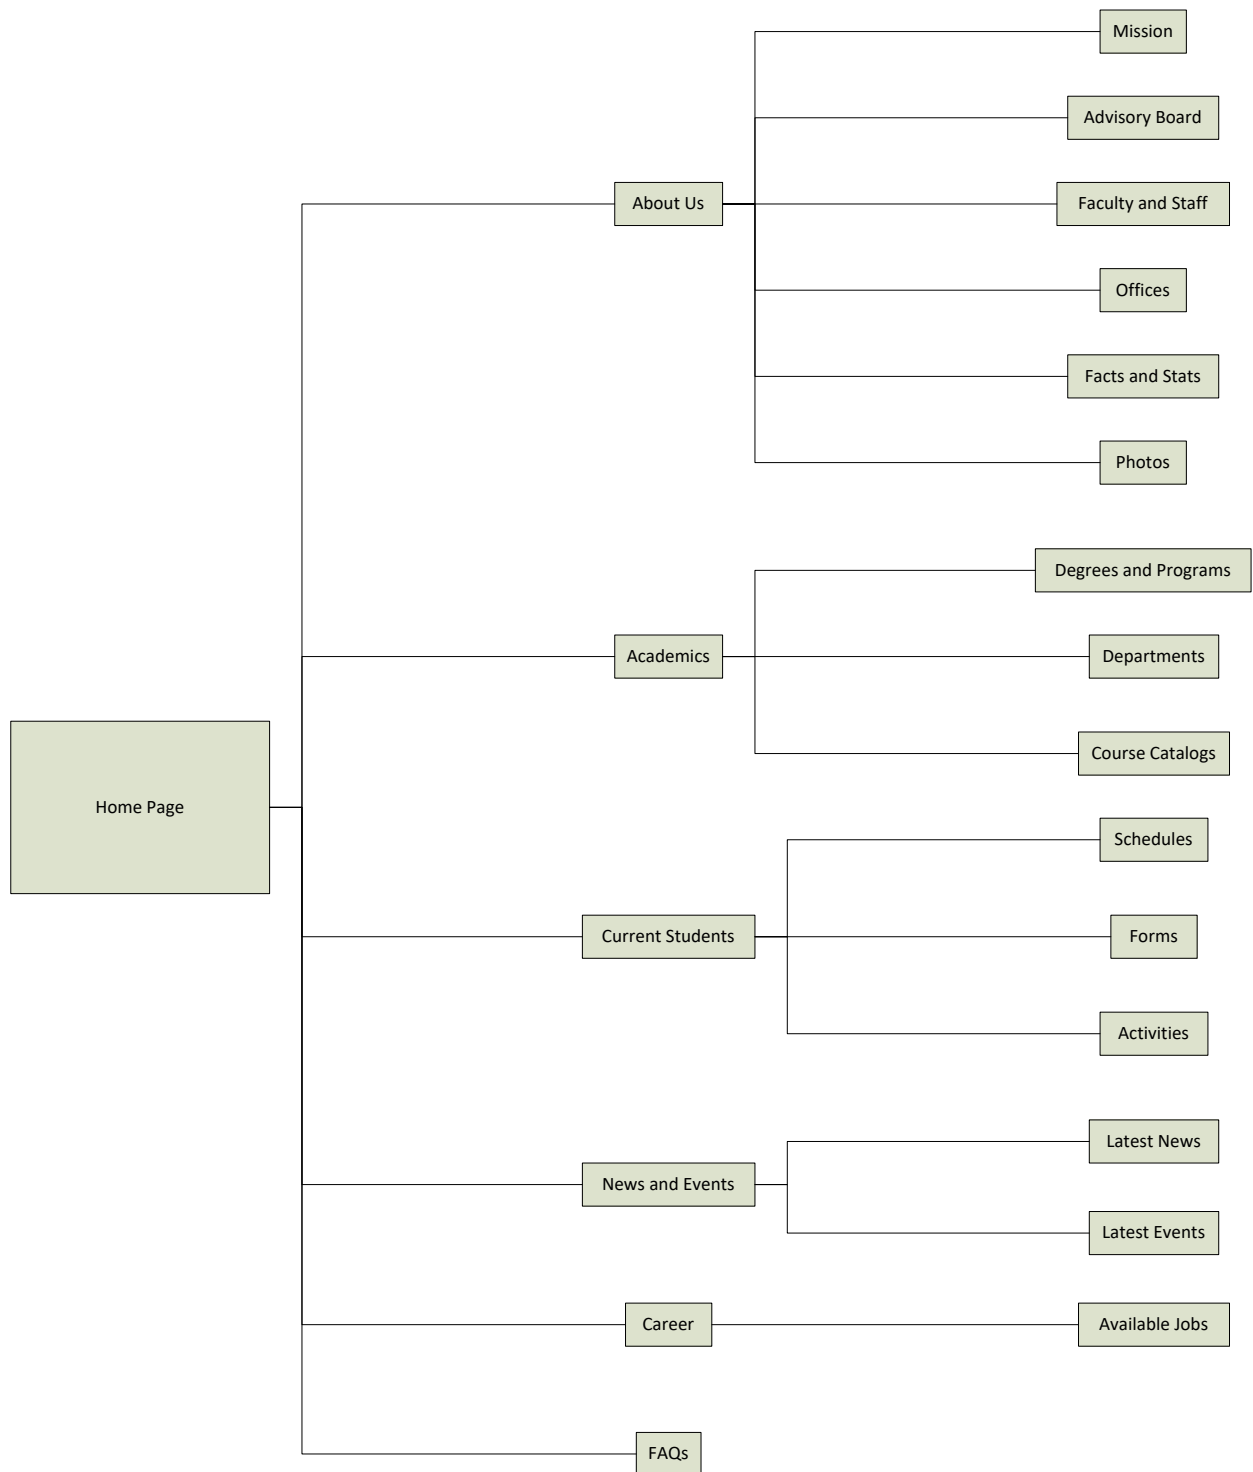 Home Page
About Us
Mission
Advisory Board
Faculty and Staff
Offices
Facts and Stats
Photos
Academics
Degrees and Programs
Departments
Course Catalogs
Current Students
Schedules
Forms
Activities
News and Events
Latest News
Latest Events
Career
Available Jobs
FAQs